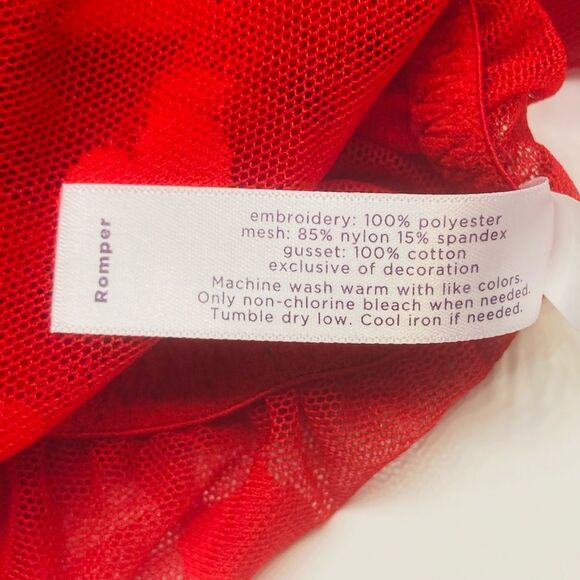 Romper
embroidery: 100% polyester
mesh: 85% nylon 15% spandex
gusset: 100% cotton
exclusive of decoration
Machine wash warm with like colors.
Only non-chlorine bleach when needed.
Tumble dry low. Cool iron if needed.